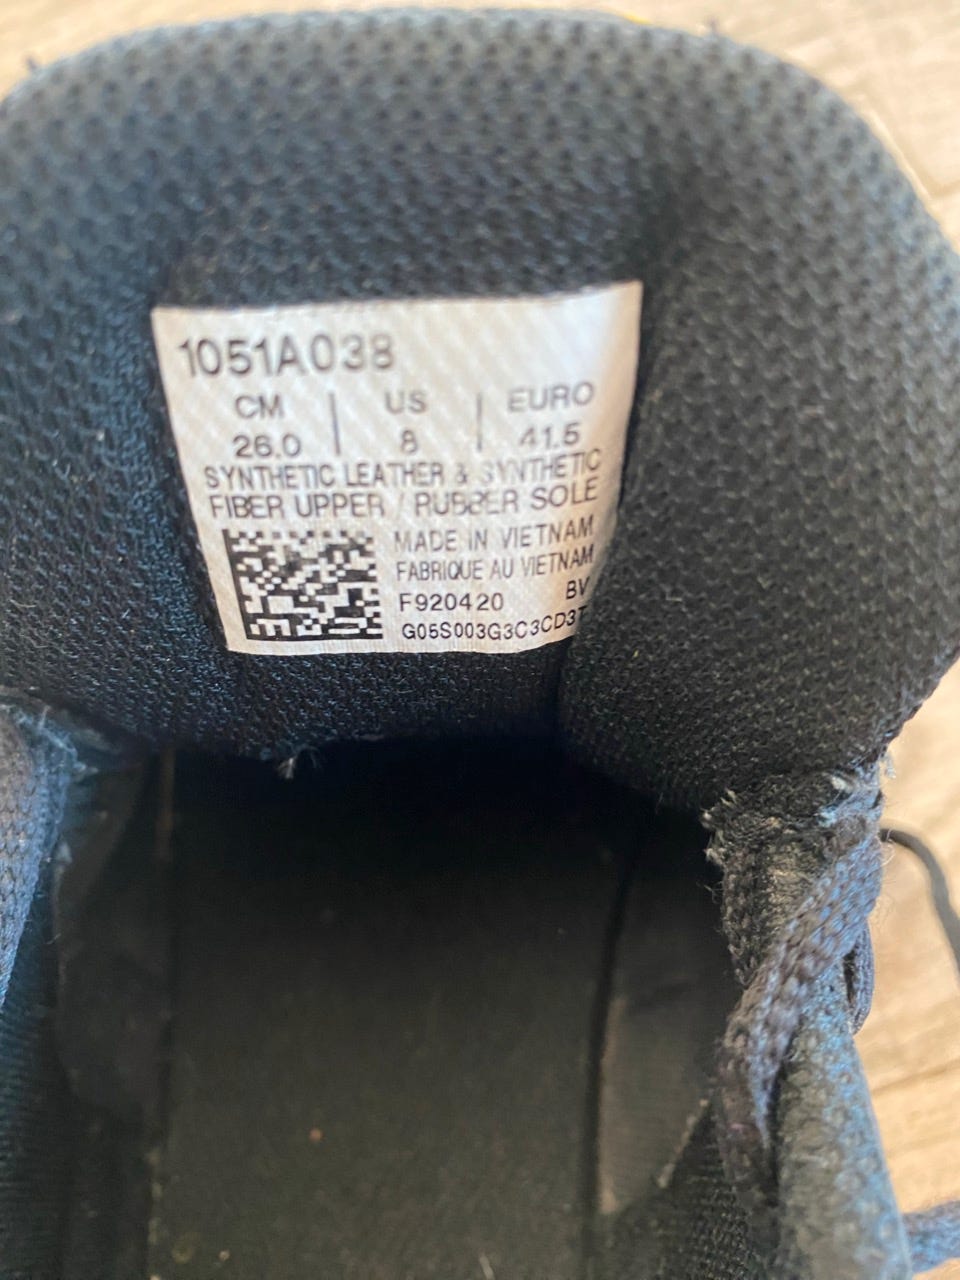 1051A038
CM | US | EURO
26.0 | 8 | 41.5
SYNTHETIC LEATHER & SYNTHETIC
FIBER UPPER / RUBBER SOLE
MADE IN VIETNAM
FABRIQUE AU VIETNAM
F920420 BV
G05S003G3C3CD3T